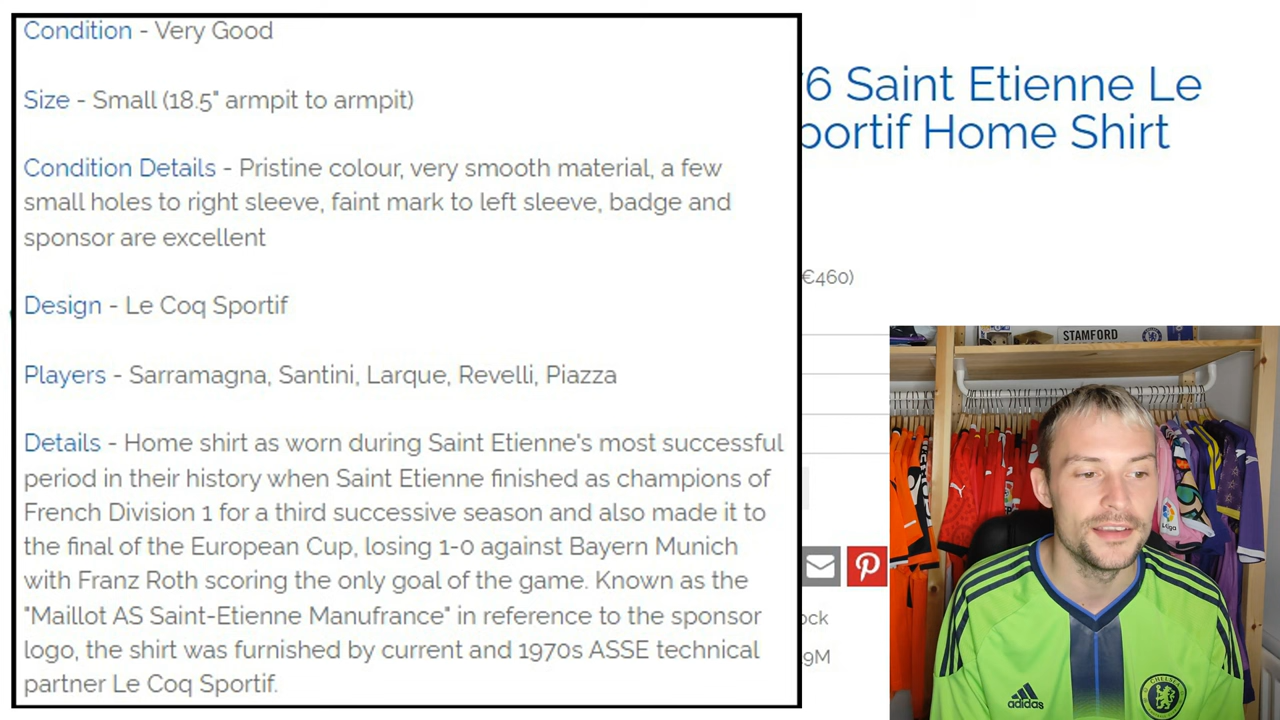 Condition - Very Good
Size - Small (18.5" armpit to armpit)
Condition Details - Pristine colour, very smooth material, a few
small holes to right sleeve, faint mark to left sleeve, badge and
sponsor are excellent
Design - Le Coq Sportif
Players - Sarramagna, Santini, Larque, Revelli, Piazza
Details - Home shirt as worn during Saint Etienne's most successful
period in their history when Saint Etienne finished as champions of
French Division 1 for a third successive season and also made it to
the final of the European Cup, losing 1-0 against Bayern Munich
with Franz Roth scoring the only goal of the game. Known as the
"Maillot AS Saint-Etienne Manufrance" in reference to the sponsor
logo, the shirt was furnished by current and 1970s ASSE technical
partner Le Coq Sportif.
6 Saint Etienne Le
portif Home Shirt
€460)
ock
9M
STAMFORD
LaLiga
adidas
CHELSEA